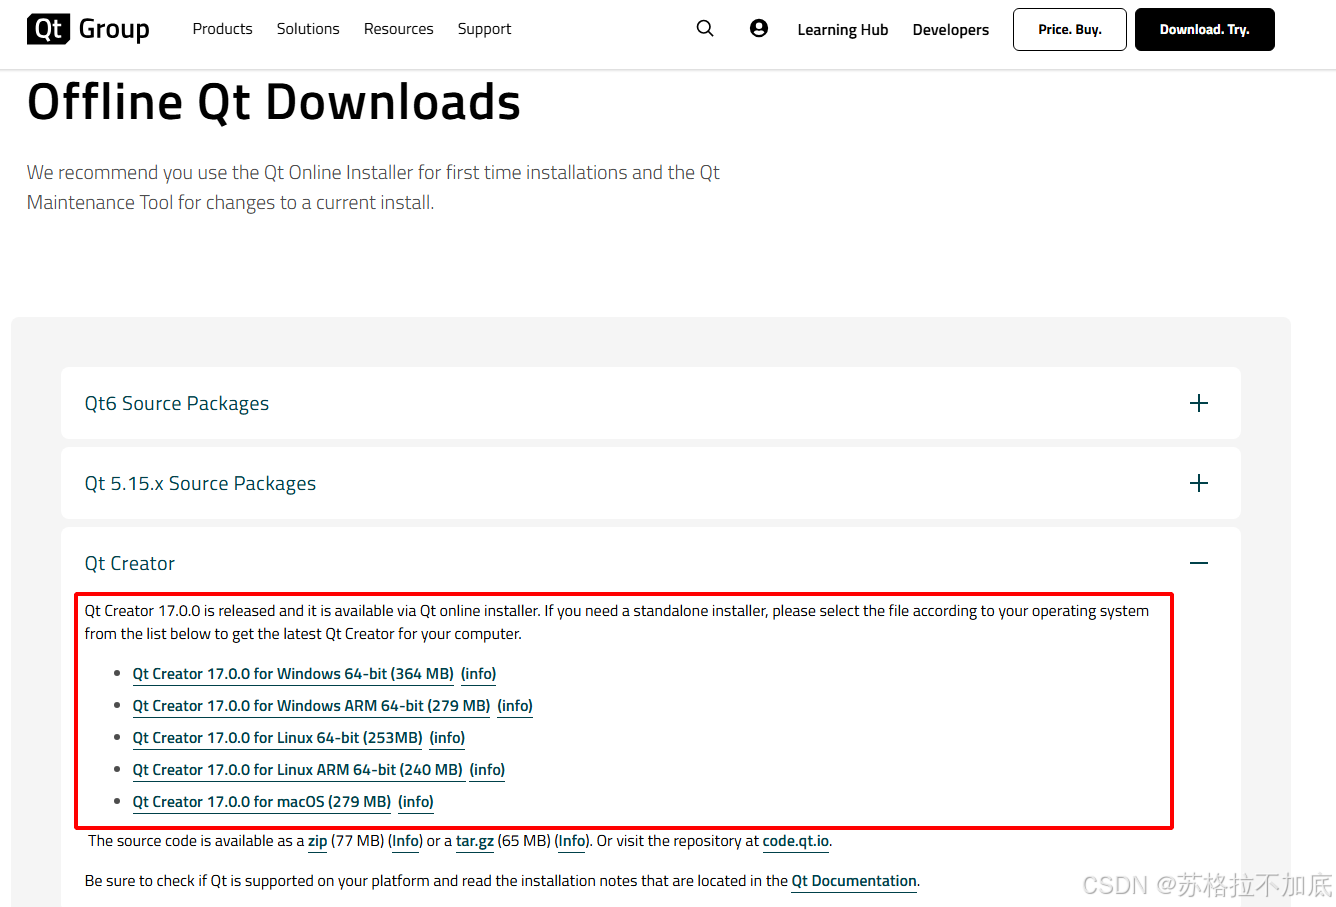 Qt Group Products Solutions Resources Support Learning Hub Developers Price. Buy. Download. Try.
Offline Qt Downloads
We recommend you use the Qt Online Installer for first time installations and the Qt
Maintenance Tool for changes to a current install.
Qt6 Source Packages
Qt 5.15.x Source Packages
Qt Creator
Qt Creator 17.0.0 is released and it is available via Qt online installer. If you need a standalone installer, please select the file according to your operating system
from the list below to get the latest Qt Creator for your computer.
Qt Creator 17.0.0 for Windows 64-bit (364 MB) (info)
Qt Creator 17.0.0 for Windows ARM 64-bit (279 MB) (info)
Qt Creator 17.0.0 for Linux 64-bit (253MB) (info)
Qt Creator 17.0.0 for Linux ARM 64-bit (240 MB) (info)
Qt Creator 17.0.0 for macOS (279 MB) (info)
The source code is available as a zip (77 MB) (Info) or a tar.gz (65 MB) (Info). Or visit the repository at code.qt.io.
Be sure to check if Qt is supported on your platform and read the installation notes that are located in the Qt Documentation.
CSDN @苏格拉不加底